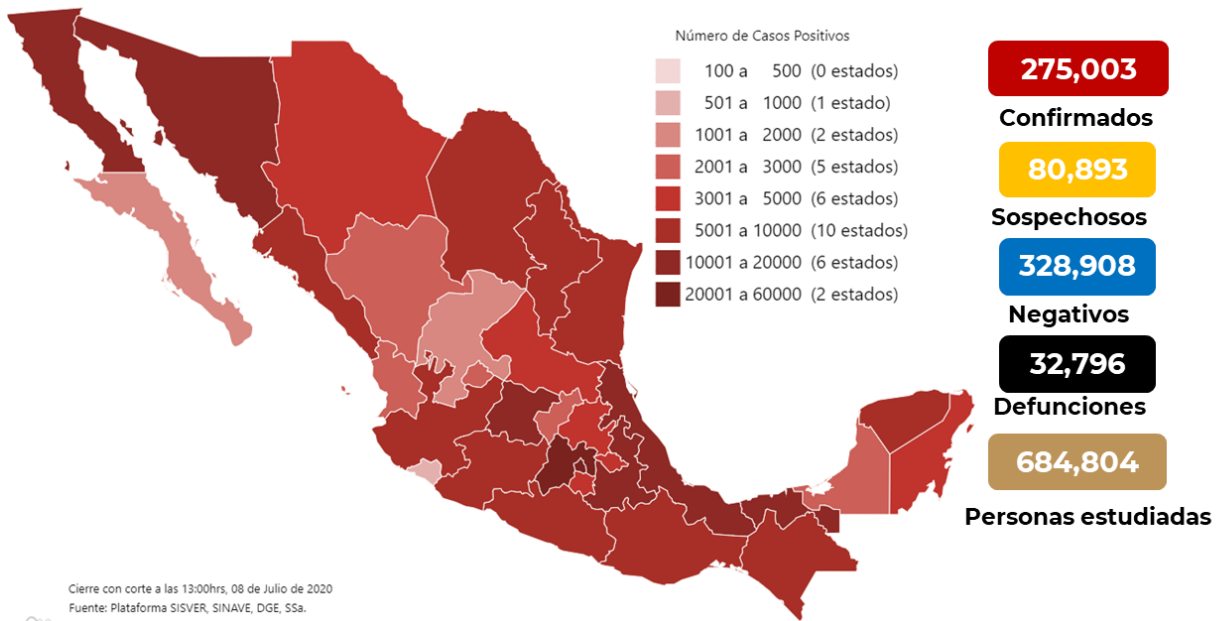 Número de Casos Positivos
100 a 500 (0 estados)
501 a 1000 (1 estado)
1001 a 2000 (2 estados)
2001 a 3000 (5 estados)
3001 a 5000 (6 estados)
5001 a 10000 (10 estados)
10001 a 20000 (6 estados)
20001 a 60000 (2 estados)
275,003
Confirmados
80,893
Sospechosos
328,908
Negativos
32,796
Defunciones
684,804
Personas estudiadas
Cierre con corte a las 13:00hrs, 08 de Julio de 2020
Fuente: Plataforma SISVER, SINAVE, DGE, SSa.